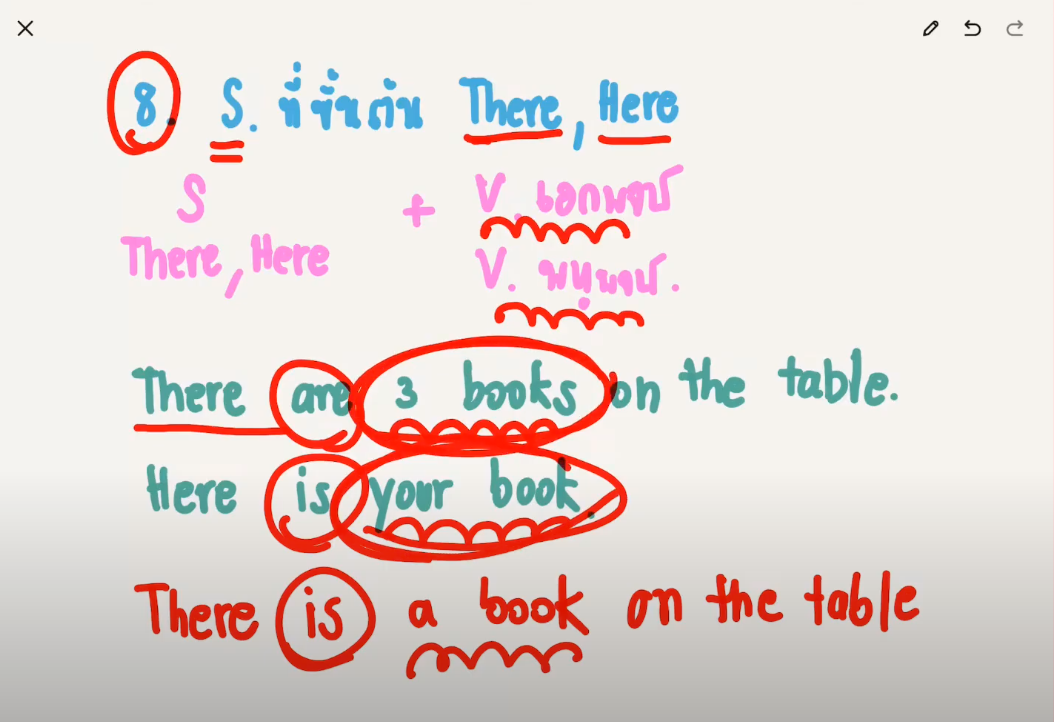 8. S. ที่ขึ้นต้น There, Here
S + V. เอกพจน์
There, Here V. พหูพจน์.
There are 3 books on the table.
Here is your book.
There is a book on the table